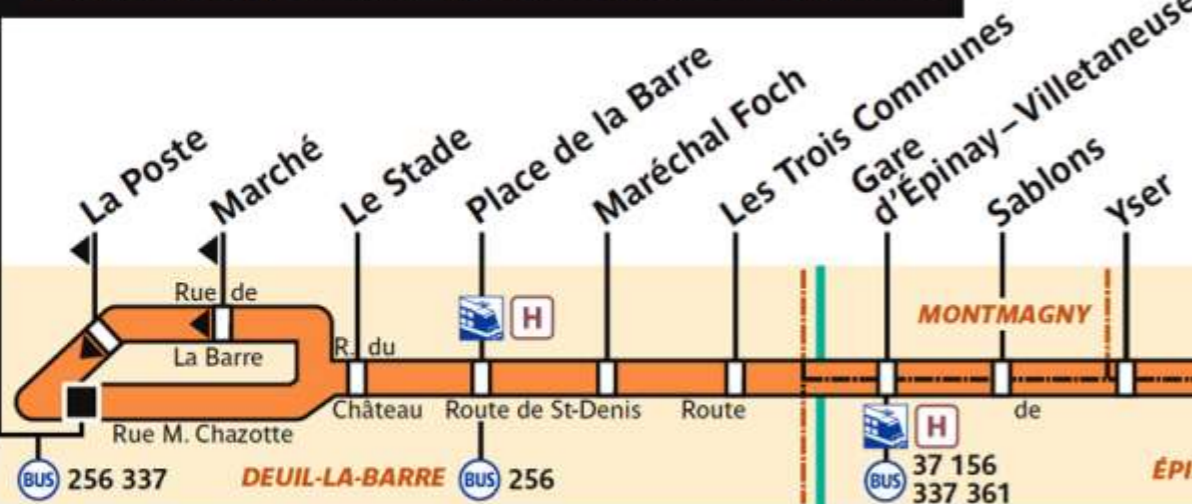 La Poste
Marché
Le Stade
Place de la Barre
Maréchal Foch
Les Trois Communes
Gare
d'Épinay–Villetaneuse
Sablons
Yser
Rue de
La Barre
R. du
Château
H
MONTMAGNY
Route de St-Denis
Route
de
Rue M. Chazotte
H
BUS 256 337
DEUIL-LA-BARRE
BUS 256
BUS 37 156
337 361
ÉPI